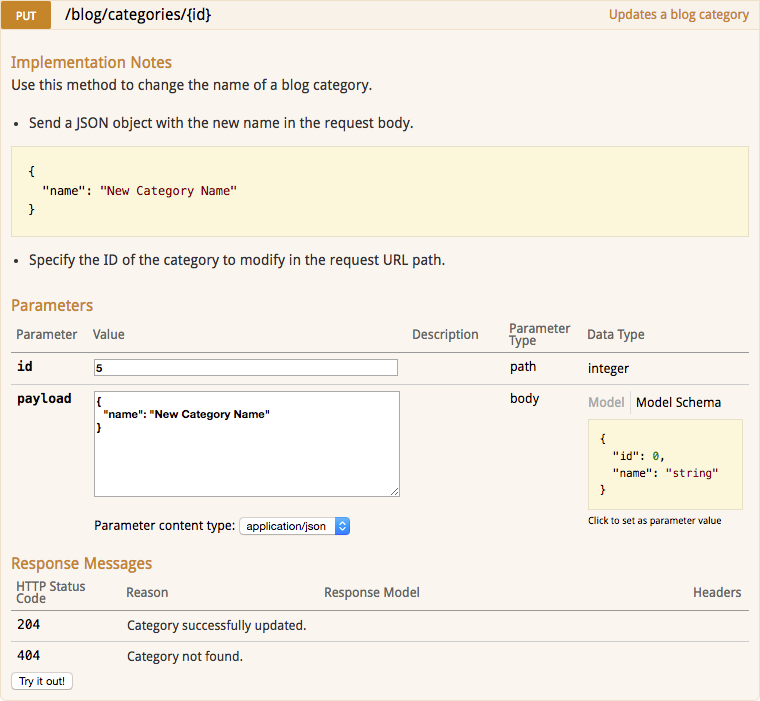 PUT /blog/categories/{id} Updates a blog category
Implementation Notes
Use this method to change the name of a blog category.
• Send a JSON object with the new name in the request body.
{
"name": "New Category Name"
}
• Specify the ID of the category to modify in the request URL path.
Parameters
Parameter Value Description Parameter Type Data Type
id 5 path integer
payload {
"name": "New Category Name"
}
body
Model Model Schema
{
"id": 0,
"name": "string"
}
Click to set as parameter value
Parameter content type: application/json
Response Messages
HTTP Status Code Reason Response Model Headers
204 Category successfully updated.
404 Category not found.
Try it out!